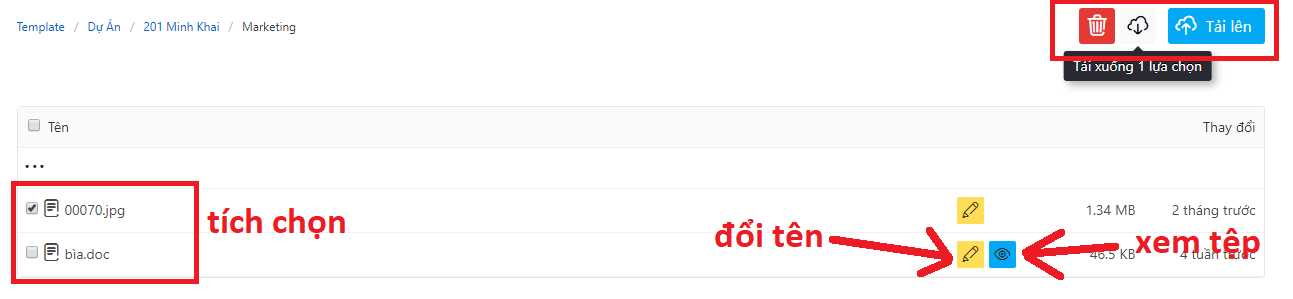 Template / Dự Án / 201 Minh Khai / Marketing
Tải lên
Tải xuống 1 lựa chọn
Tên Thay đổi
...
00070.jpg 1.34 MB 2 tháng trước
tích chọn
đổi tên
xem tệp
bìa.doc 46.5 KB 4 tuần trước